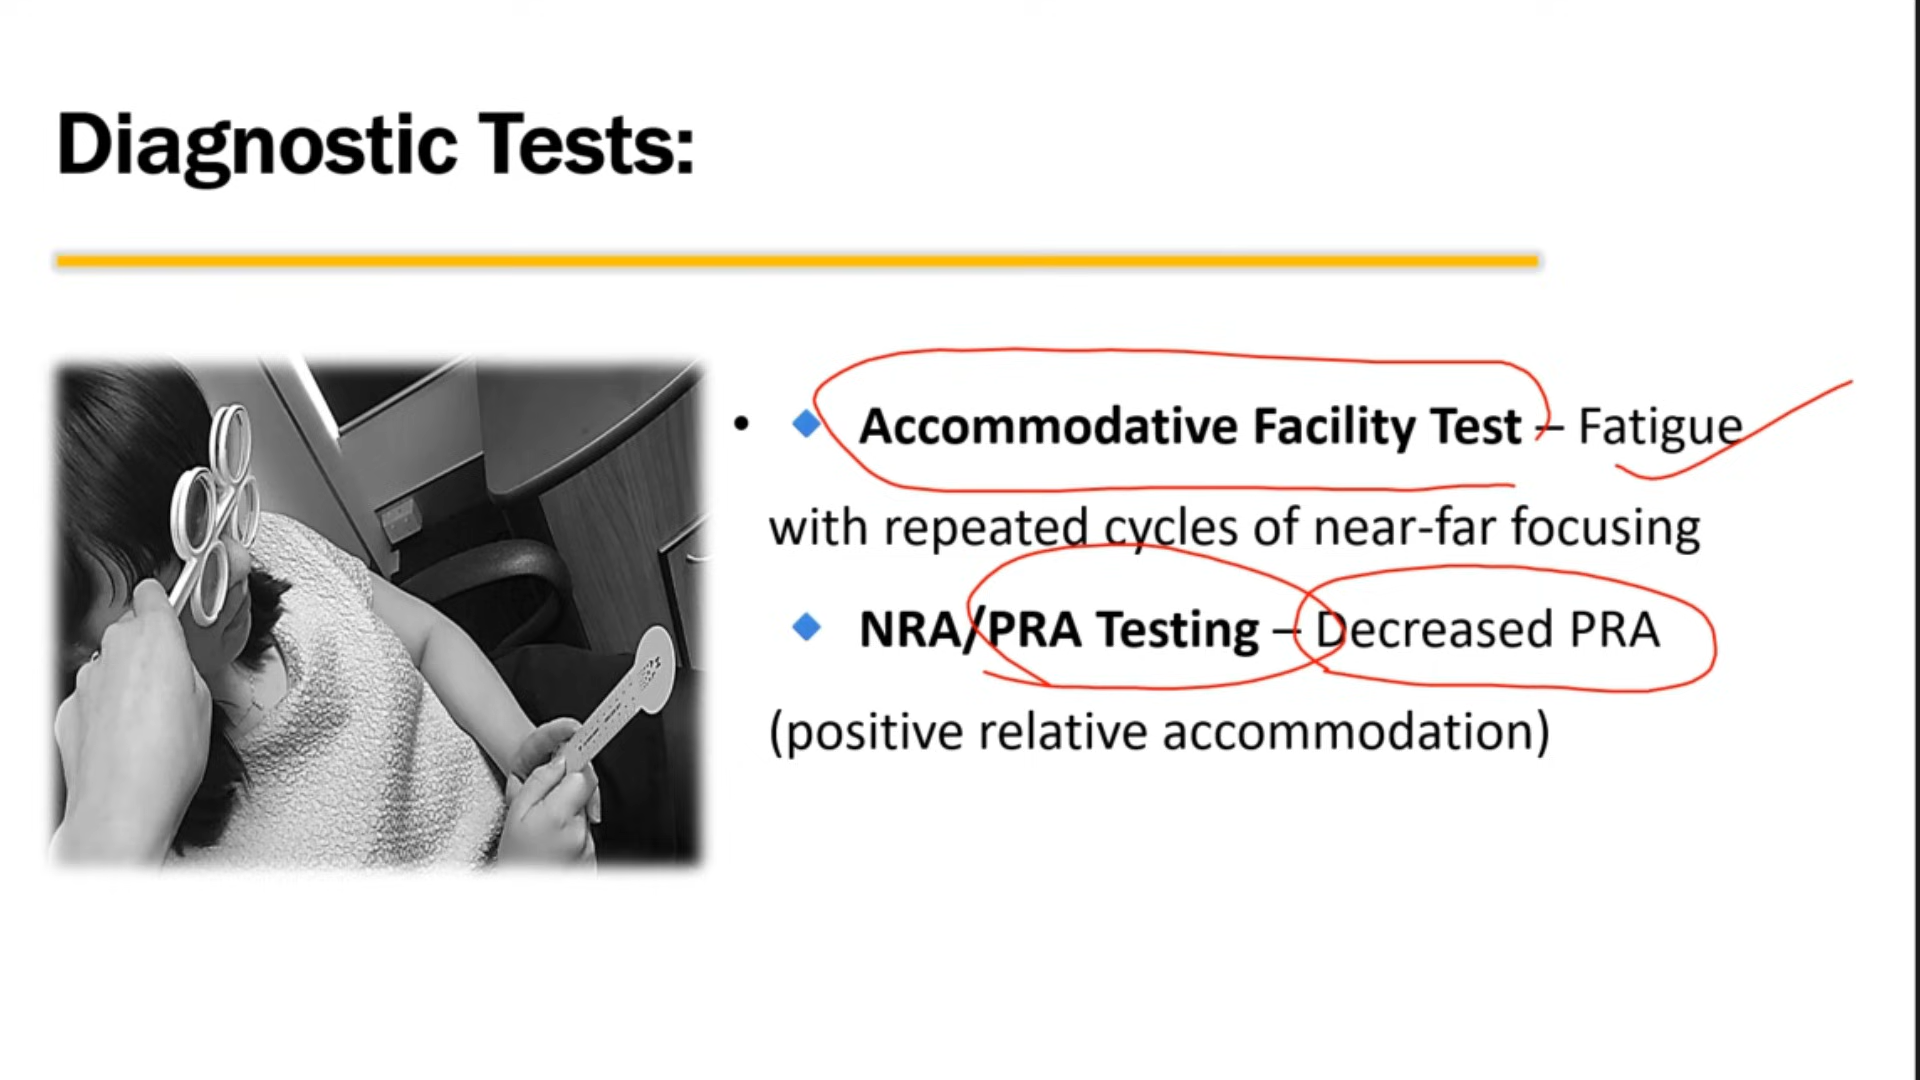 Diagnostic Tests:
• 🔷 Accommodative Facility Test – Fatigue
with repeated cycles of near-far focusing
🔷 NRA/PRA Testing – Decreased PRA
(positive relative accommodation)